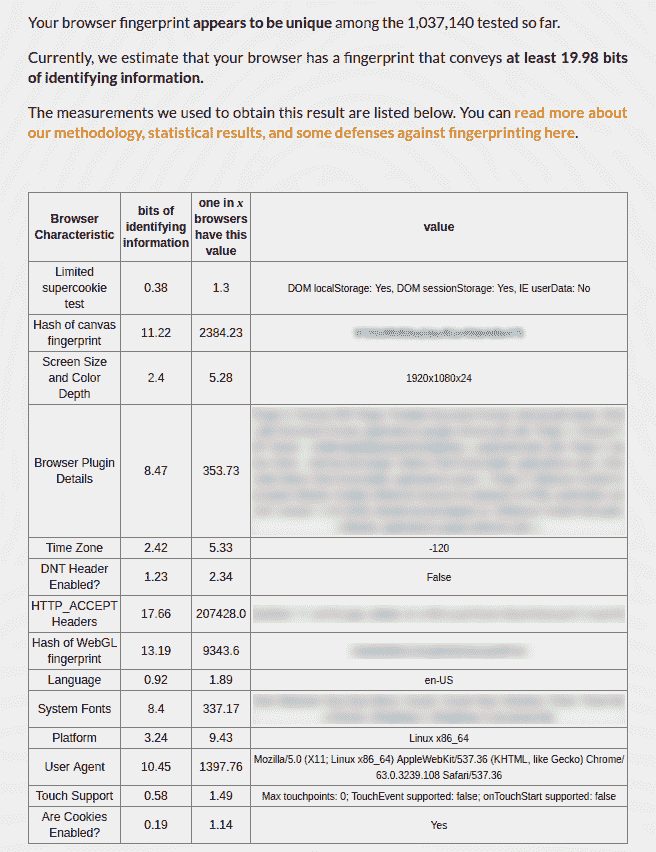 Your browser fingerprint appears to be unique among the 1,037,140 tested so far.
Currently, we estimate that your browser has a fingerprint that conveys at least 19.98 bits
of identifying information.
The measurements we used to obtain this result are listed below. You can read more about
our methodology, statistical results, and some defenses against fingerprinting here.
Browser
Characteristic
bits of
identifying
information
one in x
browsers
have this
value
value
Limited
supercookie
test
0.38
1.3
DOM localStorage: Yes, DOM sessionStorage: Yes, IE userData: No
Hash of canvas
fingerprint
11.22
2384.23
Screen Size
and Color
Depth
2.4
5.28
1920x1080x24
Browser Plugin
Details
8.47
353.73
Time Zone
2.42
5.33
-120
DNT Header
Enabled?
1.23
2.34
False
HTTP_ACCEPT
Headers
17.66
207428.0
Hash of WebGL
fingerprint
13.19
9343.6
Language
0.92
1.89
en-US
System Fonts
8.4
337.17
Platform
3.24
9.43
Linux x86_64
User Agent
10.45
1397.76
Mozilla/5.0 (X11; Linux x86_64) AppleWebKit/537.36 (KHTML, like Gecko) Chrome/
63.0.3239.108 Safari/537.36
Touch Support
0.58
1.49
Max touchpoints: 0; TouchEvent supported: false; onTouchStart supported: false
Are Cookies
Enabled?
0.19
1.14
Yes